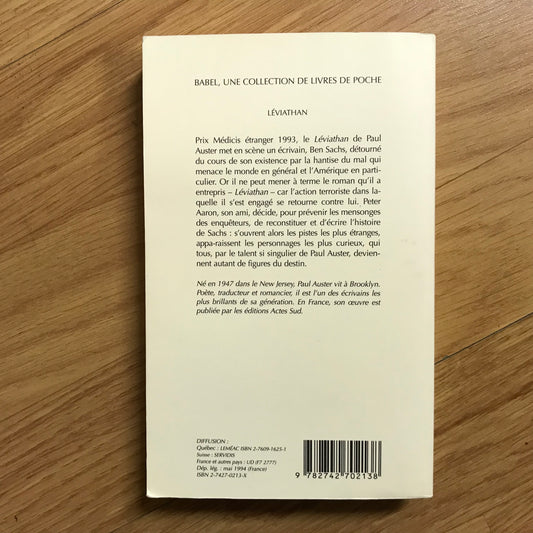 BABEL, UNE COLLECTION DE LIVRES DE POCHE
LÉVIATHAN
Prix Médicis étranger 1993, le Léviathan de Paul
Auster met en scène un écrivain, Ben Sachs, détourné
du cours de son existence par la hantise du mal qui
menace le monde en général et l'Amérique en parti-
culier. Or il ne peut mener à terme le roman qu'il a
entrepris – Léviathan – car l'action terroriste dans la-
quelle il s'est engagé se retourne contre lui. Peter
Aaron, son ami, décide, pour prévenir les mensonges
des enquêteurs, de reconstituer et d'écrire l'histoire
de Sachs : s'ouvrent alors les pistes les plus étranges,
appa-raissent les personnages les plus curieux, qui
tous, par le talent si singulier de Paul Auster, devien-
nent autant de figures du destin.
Né en 1947 dans le New Jersey, Paul Auster vit à Brooklyn.
Poète, traducteur et romancier, il est l'un des écrivains les
plus brillants de sa génération. En France, son œuvre est
publiée par les éditions Actes Sud.
DIFFUSION :
Québec : LEMÉAC ISBN 2-7609-1625-1
Suisse : SERVIDIS
France et autres pays : UD (F7 2777)
Dép. lég. : mai 1994 (France)
ISBN 2-7427-0213-X
9 782742 702138